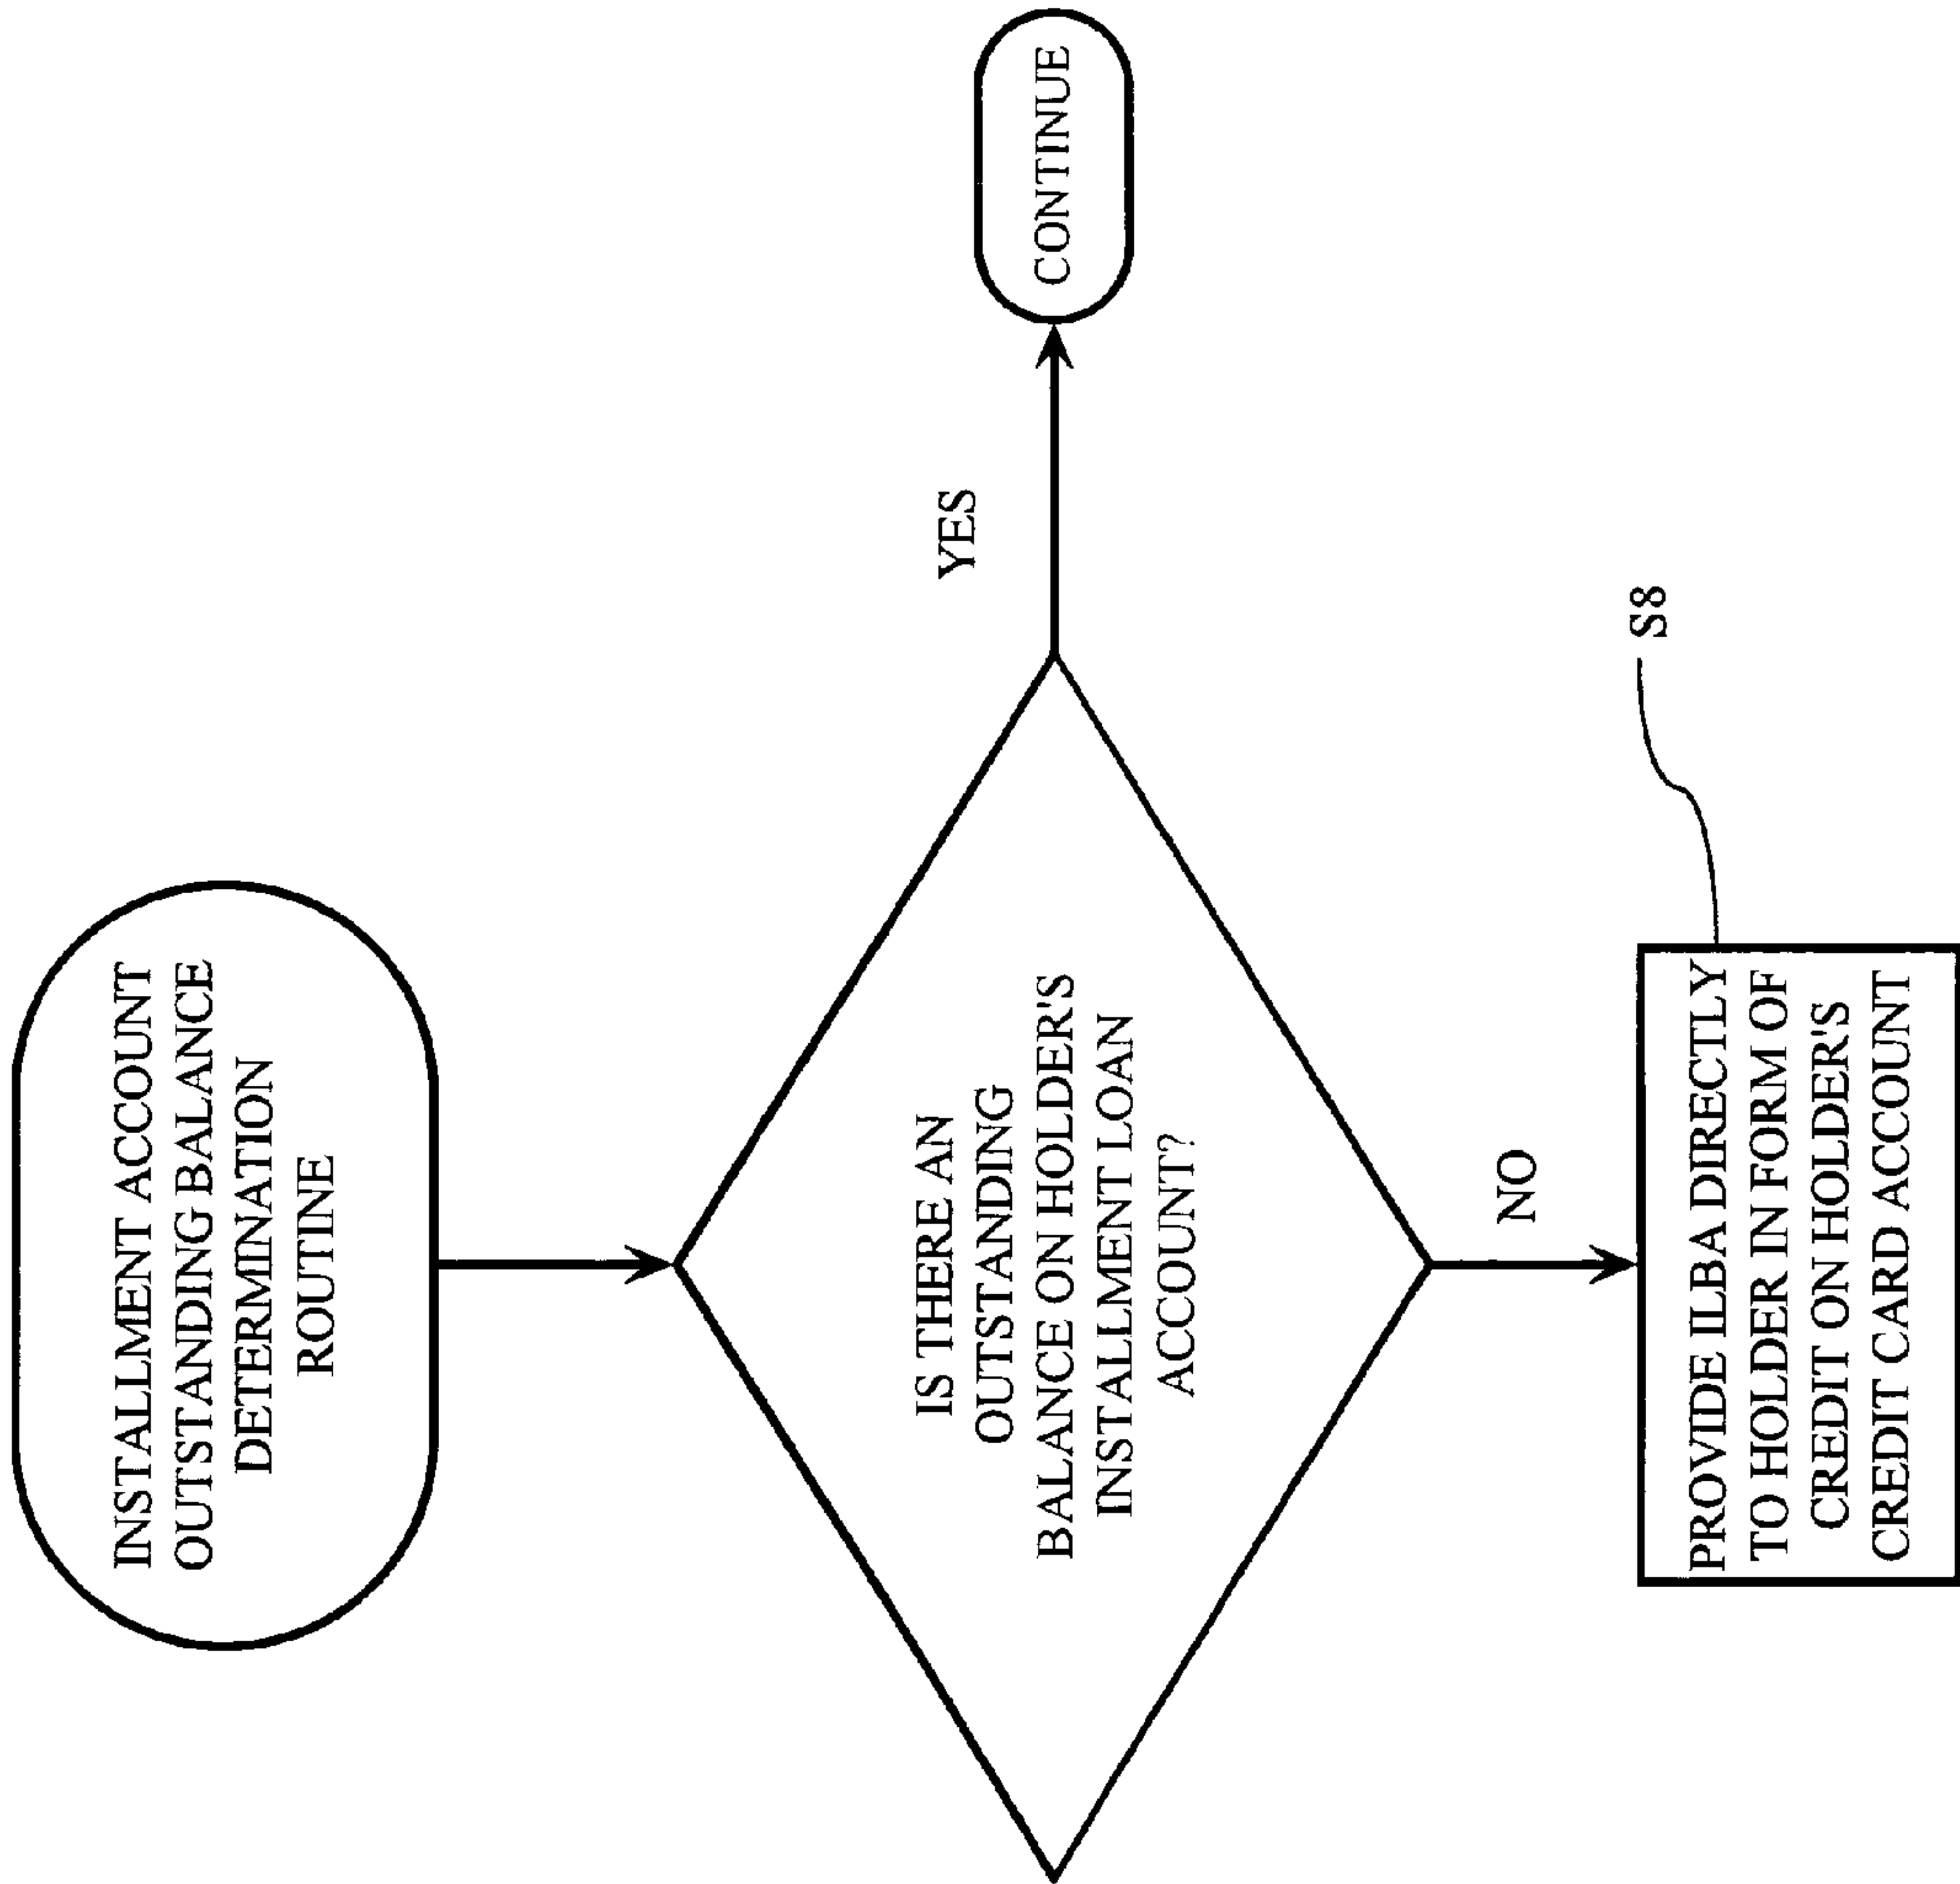 INSTALLMENT ACCOUNT
OUTSTANDING BALANCE
DETERMINATION
ROUTINE
IS THERE AN
OUTSTANDING
BALANCE ON HOLDER'S
INSTALLMENT LOAN
ACCOUNT?
YES
CONTINUE
NO
S8
PROVIDE ILBA DIRECTLY
TO HOLDER IN FORM OF
CREDIT ON HOLDER'S
CREDIT CARD ACCOUNT